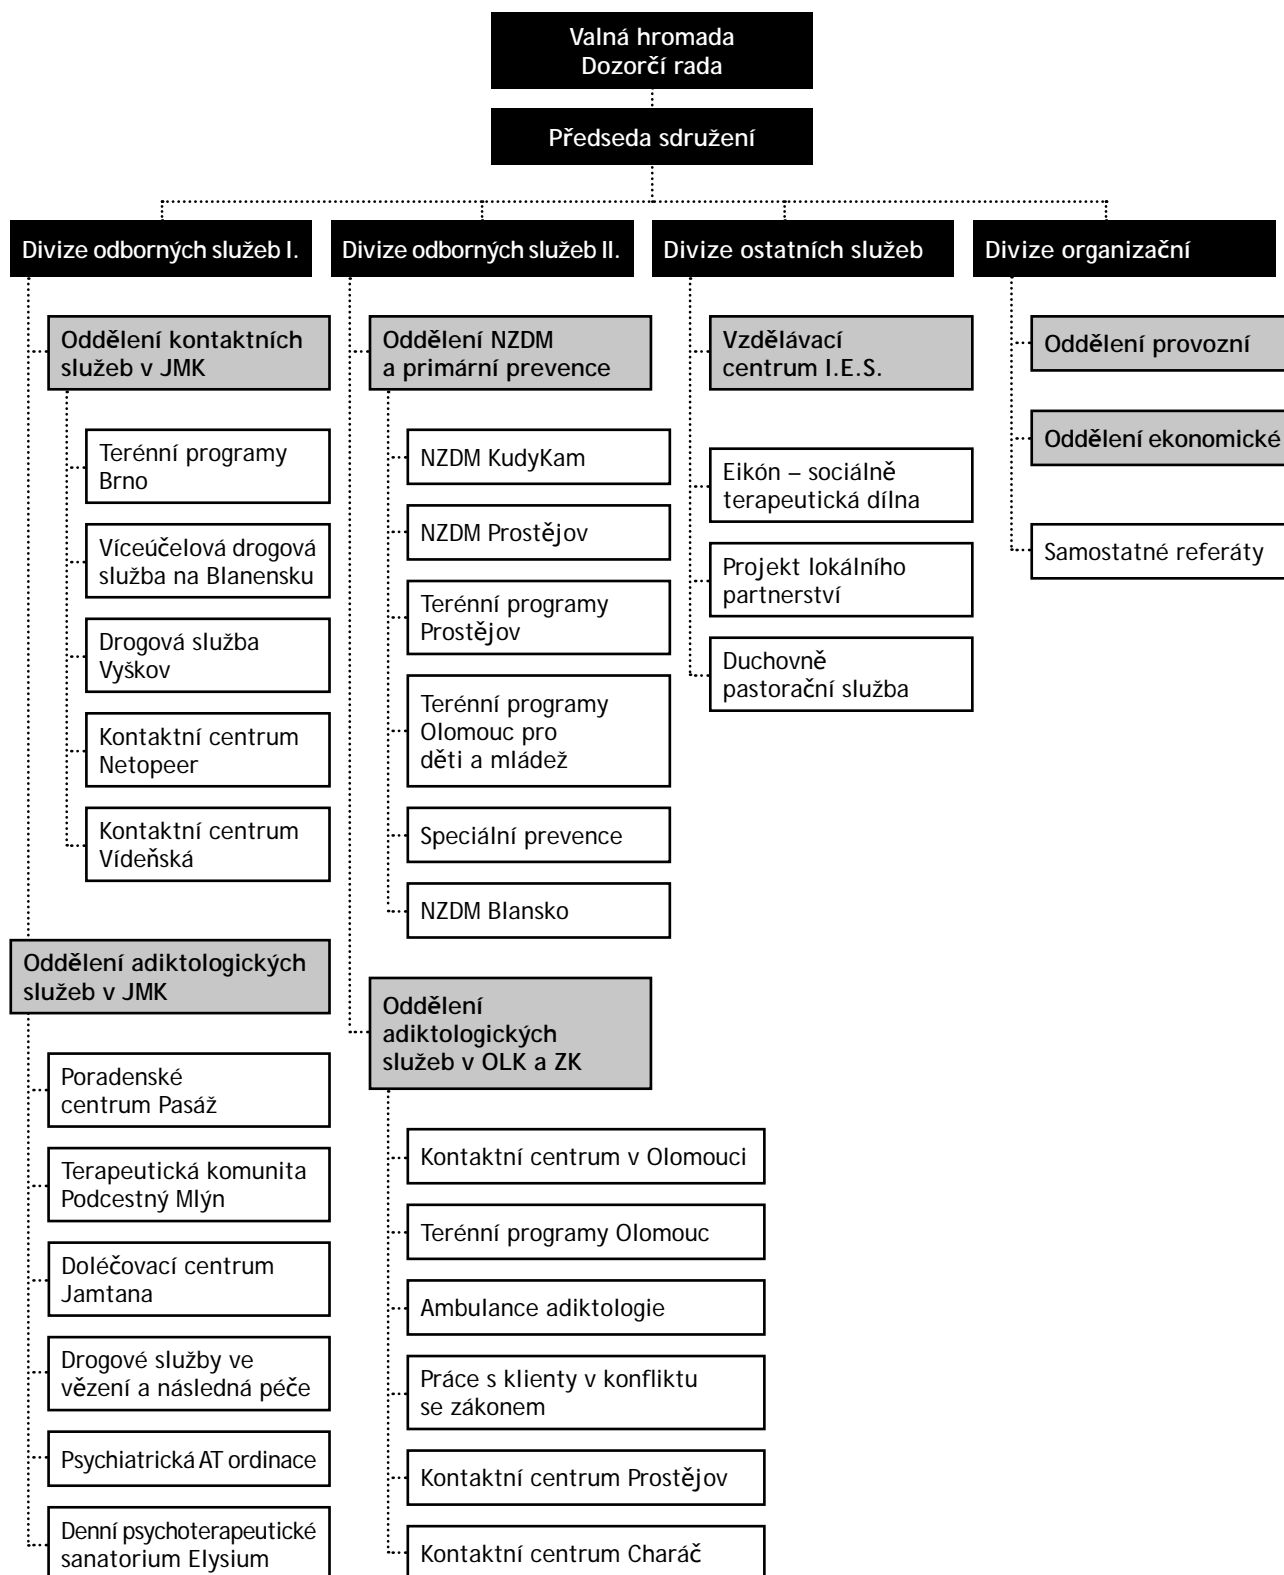 Valná hromada
Dozorčí rada
Předseda sdružení
Divize odborných služeb I.
Divize odborných služeb II.
Divize ostatních služeb
Divize organizační
Oddělení kontaktních
služeb v JMK
Terénní programy
Brno
Víceúčelová drogová
služba na Blanensku
Drogová služba
Vyškov
Kontaktní centrum
Netopeer
Kontaktní centrum
Vídeňská
Oddělení adiktologických
služeb v JMK
Poradenské
centrum Pasáž
Terapeutická komunita
Podcestný Mlýn
Doléčovací centrum
Jamtana
Drogové služby ve
vězení a následná péče
Psychiatrická AT ordinace
Denní psychoterapeutické
sanatorium Elysium
Oddělení NZDM
a primární prevence
NZDM KudyKam
NZDM Prostějov
Terénní programy
Prostějov
Terénní programy
Olomouc pro
děti a mládež
Speciální prevence
NZDM Blansko
Oddělení
adiktologických
služeb v OLK a ZK
Kontaktní centrum v Olomouci
Terénní programy Olomouc
Ambulance adiktologie
Práce s klienty v konfliktu
se zákonem
Kontaktní centrum Prostějov
Kontaktní centrum Charáč
Vzdělávací
centrum I.E.S.
Eikón – sociálně
terapeutická dílna
Projekt lokálního
partnerství
Duchovně
pastorační služba
Oddělení provozní
Oddělení ekonomické
Samostatné referáty